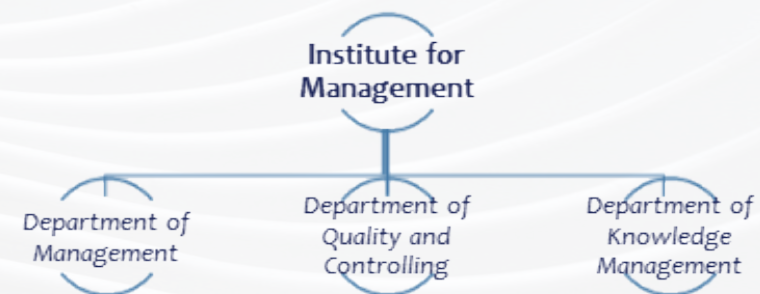 Institute for
Management
Department of
Management
Department of
Quality and
Controlling
Department of
Knowledge
Management